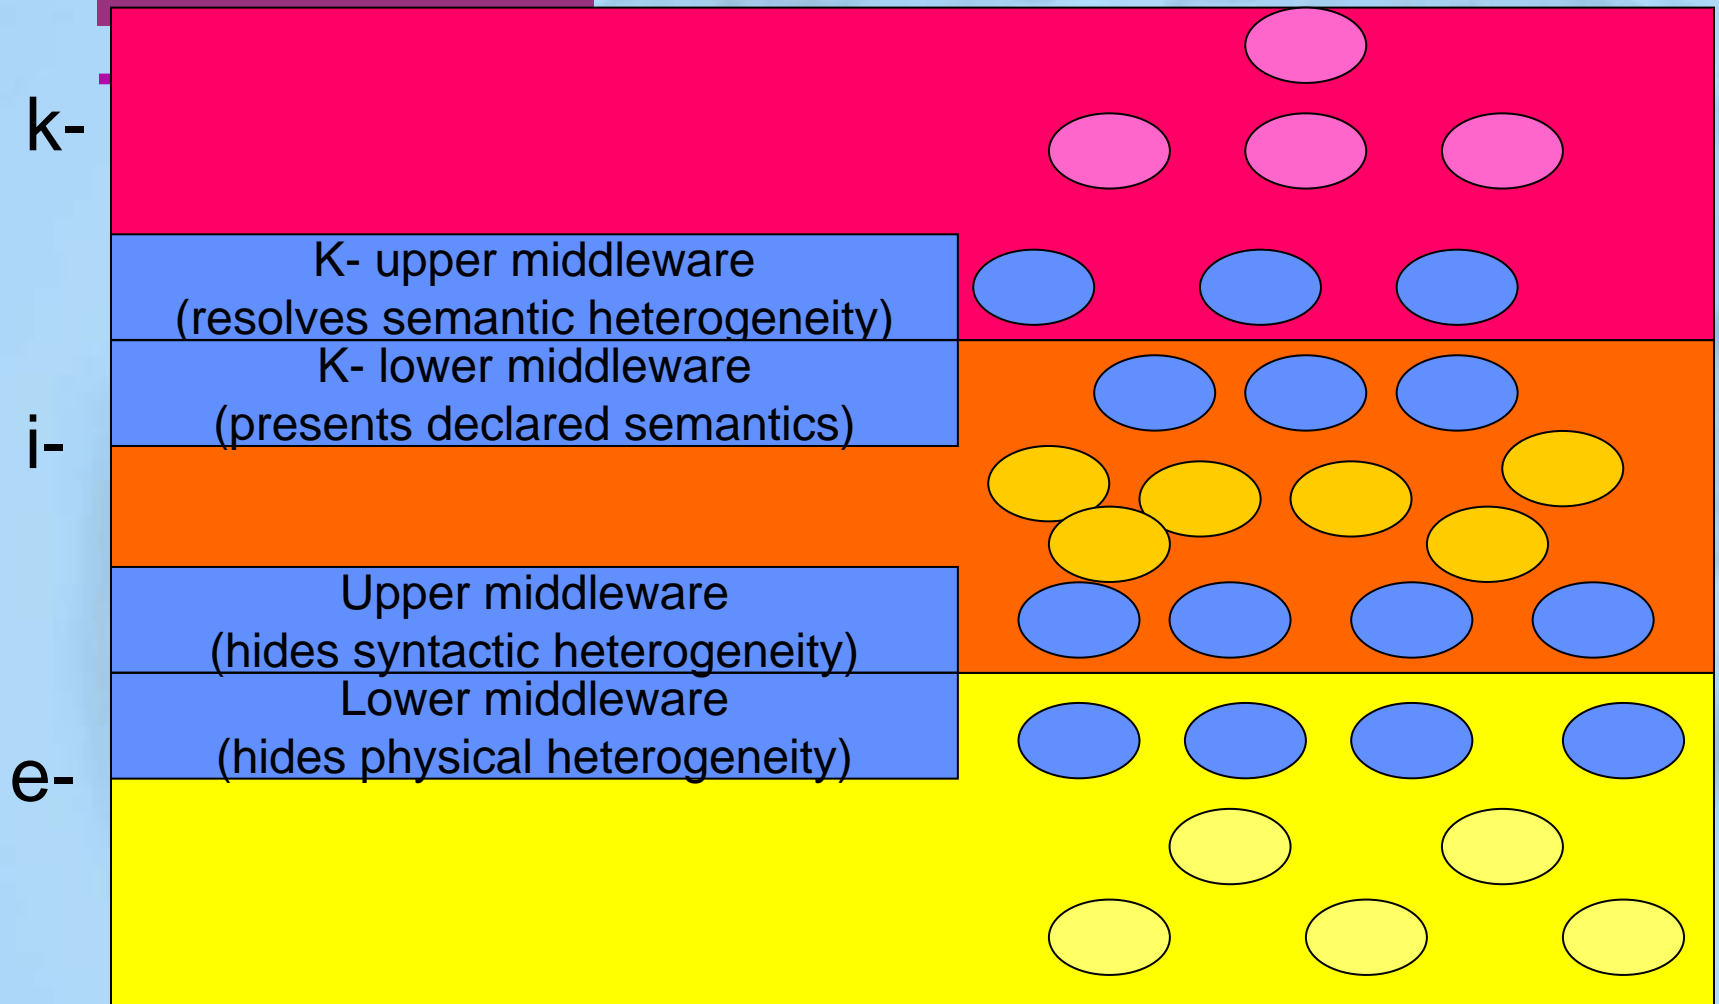 k-
K- upper middleware
(resolves semantic heterogeneity)
K- lower middleware
(presents declared semantics)
i-
Upper middleware
(hides syntactic heterogeneity)
Lower middleware
(hides physical heterogeneity)
e-